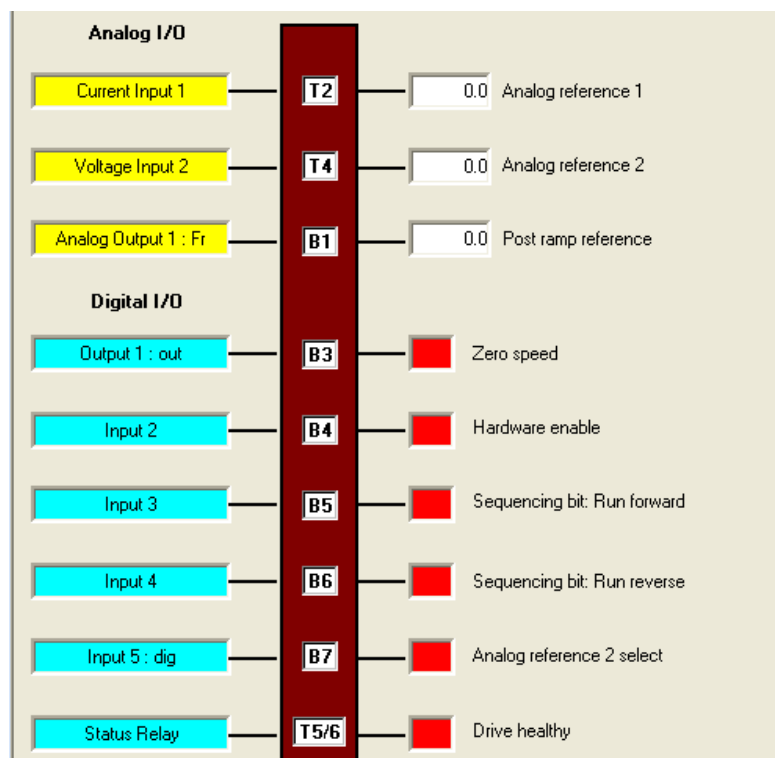 Analog I/O
Current Input 1 T2 0.0 Analog reference 1
Voltage Input 2 T4 0.0 Analog reference 2
Analog Output 1 : Fr B1 0.0 Post ramp reference
Digital I/O
Output 1 : out B3 Zero speed
Input 2 B4 Hardware enable
Input 3 B5 Sequencing bit: Run forward
Input 4 B6 Sequencing bit: Run reverse
Input 5 : dig B7 Analog reference 2 select
Status Relay T5/6 Drive healthy